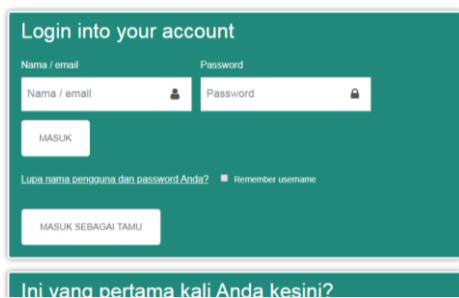 Login into your account
Nama / email Password
Nama / email Password
MASUK
Lupa nama pengguna dan password Anda? Remember username
MASUK SEBAGAI TAMU
Ini yang pertama kali Anda kesini?